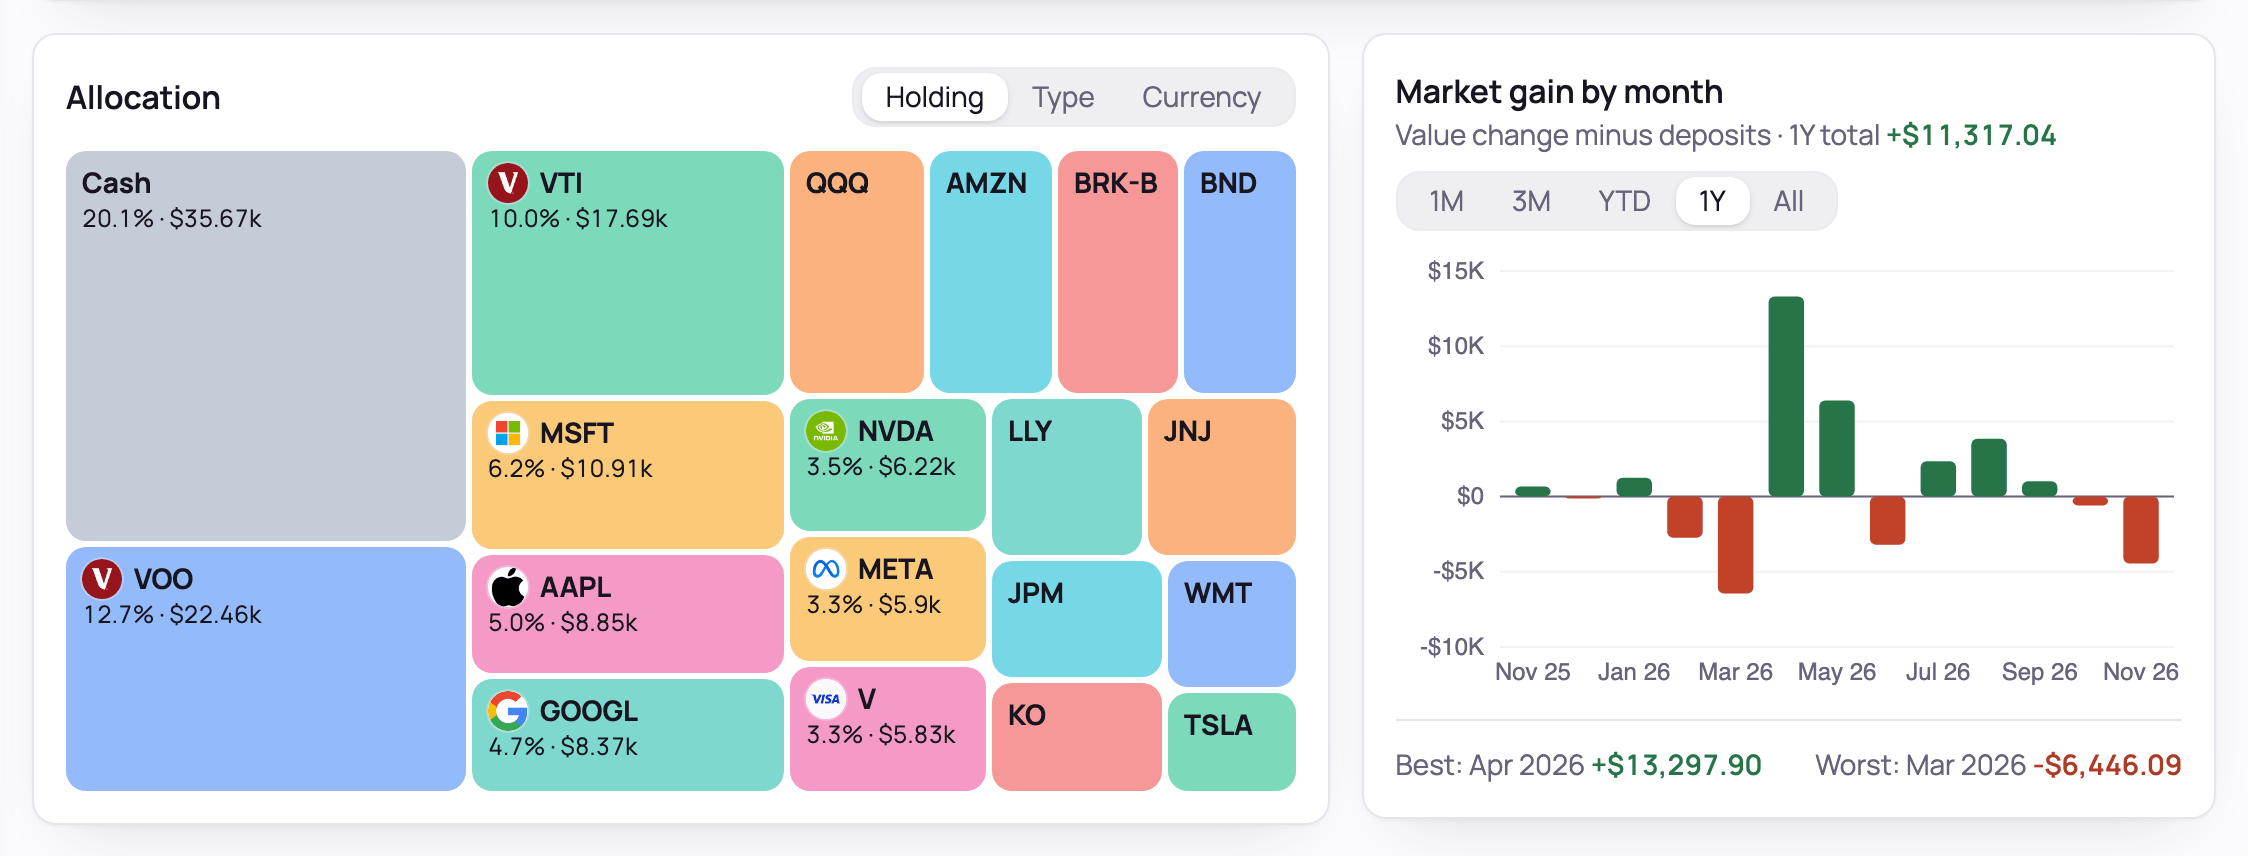 Allocation
Holding
Type
Currency
Cash
20.1% · $35.67k
VOO
12.7% · $22.46k
VTI
10.0% · $17.69k
MSFT
6.2% · $10.91k
AAPL
5.0% · $8.85k
GOOGL
4.7% · $8.37k
QQQ
AMZN
BRK-B
BND
NVIDIA
NVDA
3.5% · $6.22k
META
3.3% · $5.9k
VISA
V
3.3% · $5.83k
LLY
JNJ
JPM
WMT
KO
TSLA
Market gain by month
Value change minus deposits · 1Y total +$11,317.04
1M
3M
YTD
1Y
All
$15K
$10K
$5K
$0
-$5K
-$10K
Nov 25
Jan 26
Mar 26
May 26
Jul 26
Sep 26
Nov 26
Best: Apr 2026 +$13,297.90
Worst: Mar 2026 -$6,446.09